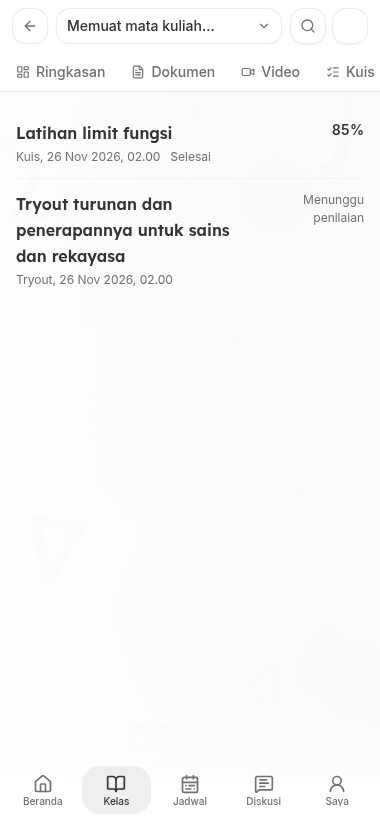 Memuat mata kuliah...
Ringkasan Dokumen Video Kuis
Latihan limit fungsi 85%
Kuis, 26 Nov 2026, 02.00 Selesai
Tryout turunan dan
penerapannya untuk sains
dan rekayasa
Menunggu
penilaian
Tryout, 26 Nov 2026, 02.00
Beranda Kelas Jadwal Diskusi Saya